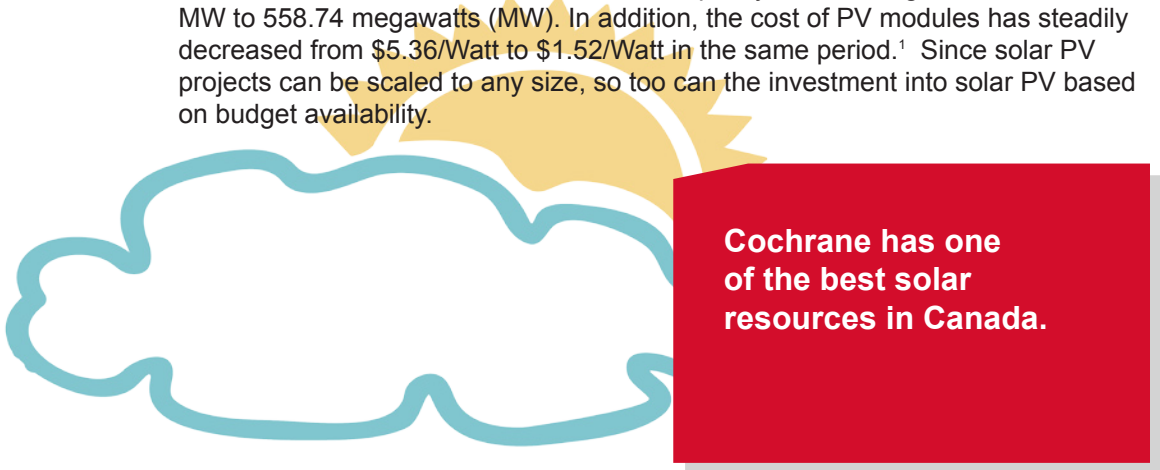 MW to 558.74 megawatts (MW). In addition, the cost of PV modules has steadily
decreased from $5.36/Watt to $1.52/Watt in the same period.¹ Since solar PV
projects can be scaled to any size, so too can the investment into solar PV based
on budget availability.
Cochrane has one
of the best solar
resources in Canada.